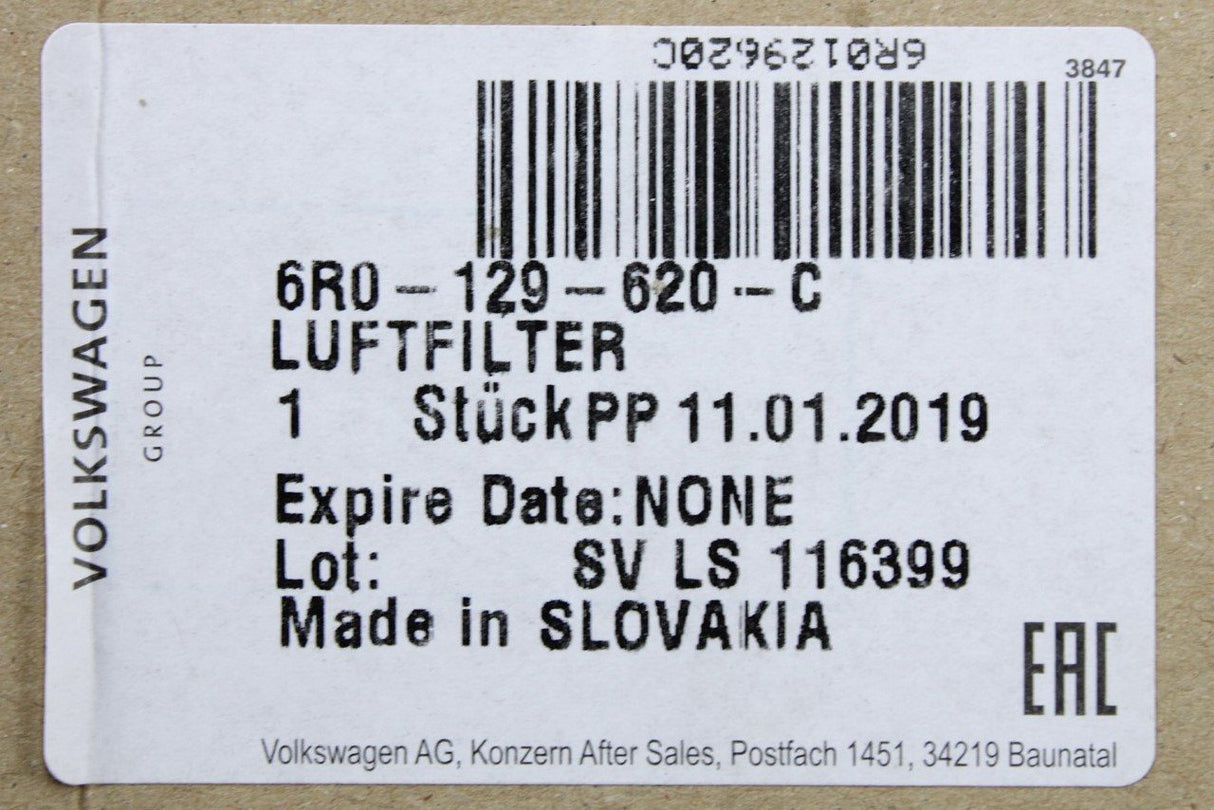 6R0129620C
3847
6R0-129-620-C
LUFTFILTER
1 Stück PP 11.01.2019
Expire Date:NONE
Lot: SV LS 116399
Made in SLOVAKIA
VOLKSWAGEN
GROUP
EAC
Volkswagen AG, Konzern After Sales, Postfach 1451, 34219 Baunatal